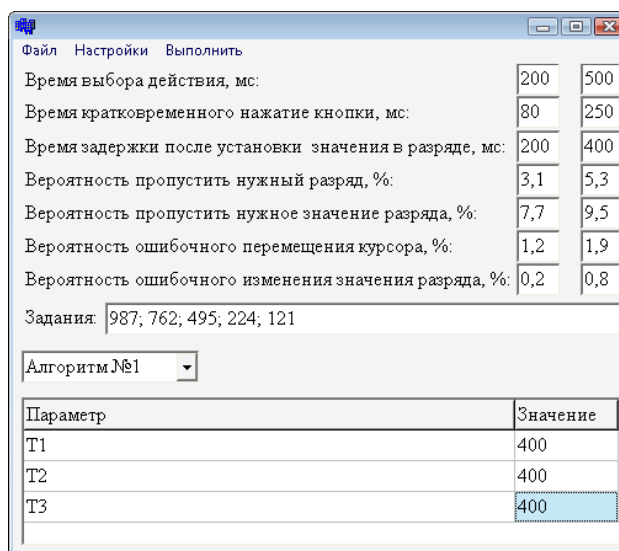 Файл Настройки Выполнить
Время выбора действия, мс: 200 500
Время кратковременного нажатие кнопки, мс: 80 250
Время задержки после установки значения в разряде, мс: 200 400
Вероятность пропустить нужный разряд, %: 3,1 5,3
Вероятность пропустить нужное значение разряда, %: 7,7 9,5
Вероятность ошибочного перемещения курсора, %: 1,2 1,9
Вероятность ошибочного изменения значения разряда, %: 0,2 0,8
Задания: 987; 762; 495; 224; 121
Алгоритм №1
Параметр Значение
T1 400
T2 400
T3 400